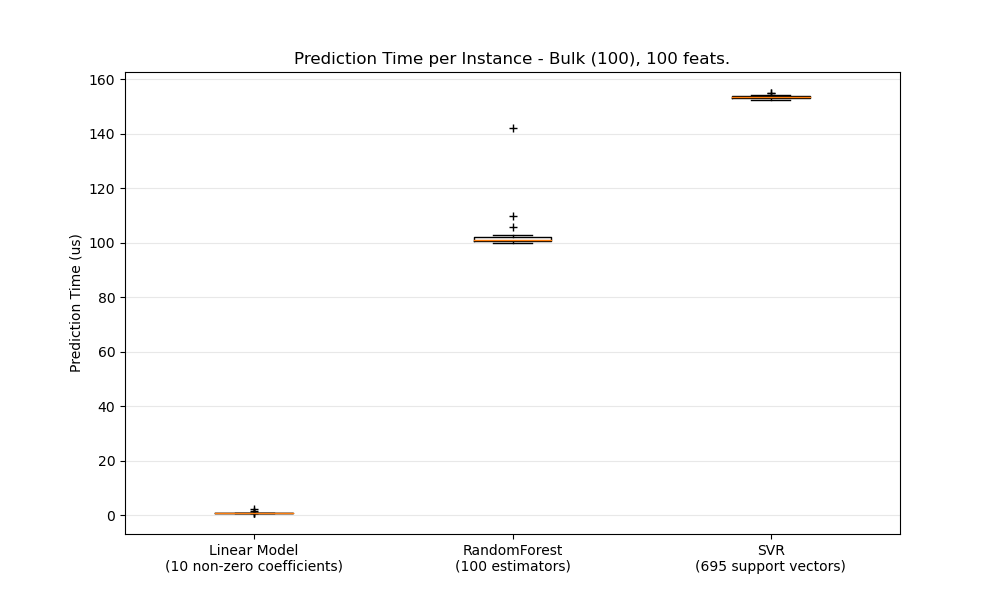 Prediction Time per Instance - Bulk (100), 100 feats.
160
140
120
100
80
60
40
20
0
Prediction Time (us)
Linear Model
(10 non-zero coefficients)
RandomForest
(100 estimators)
SVR
(695 support vectors)